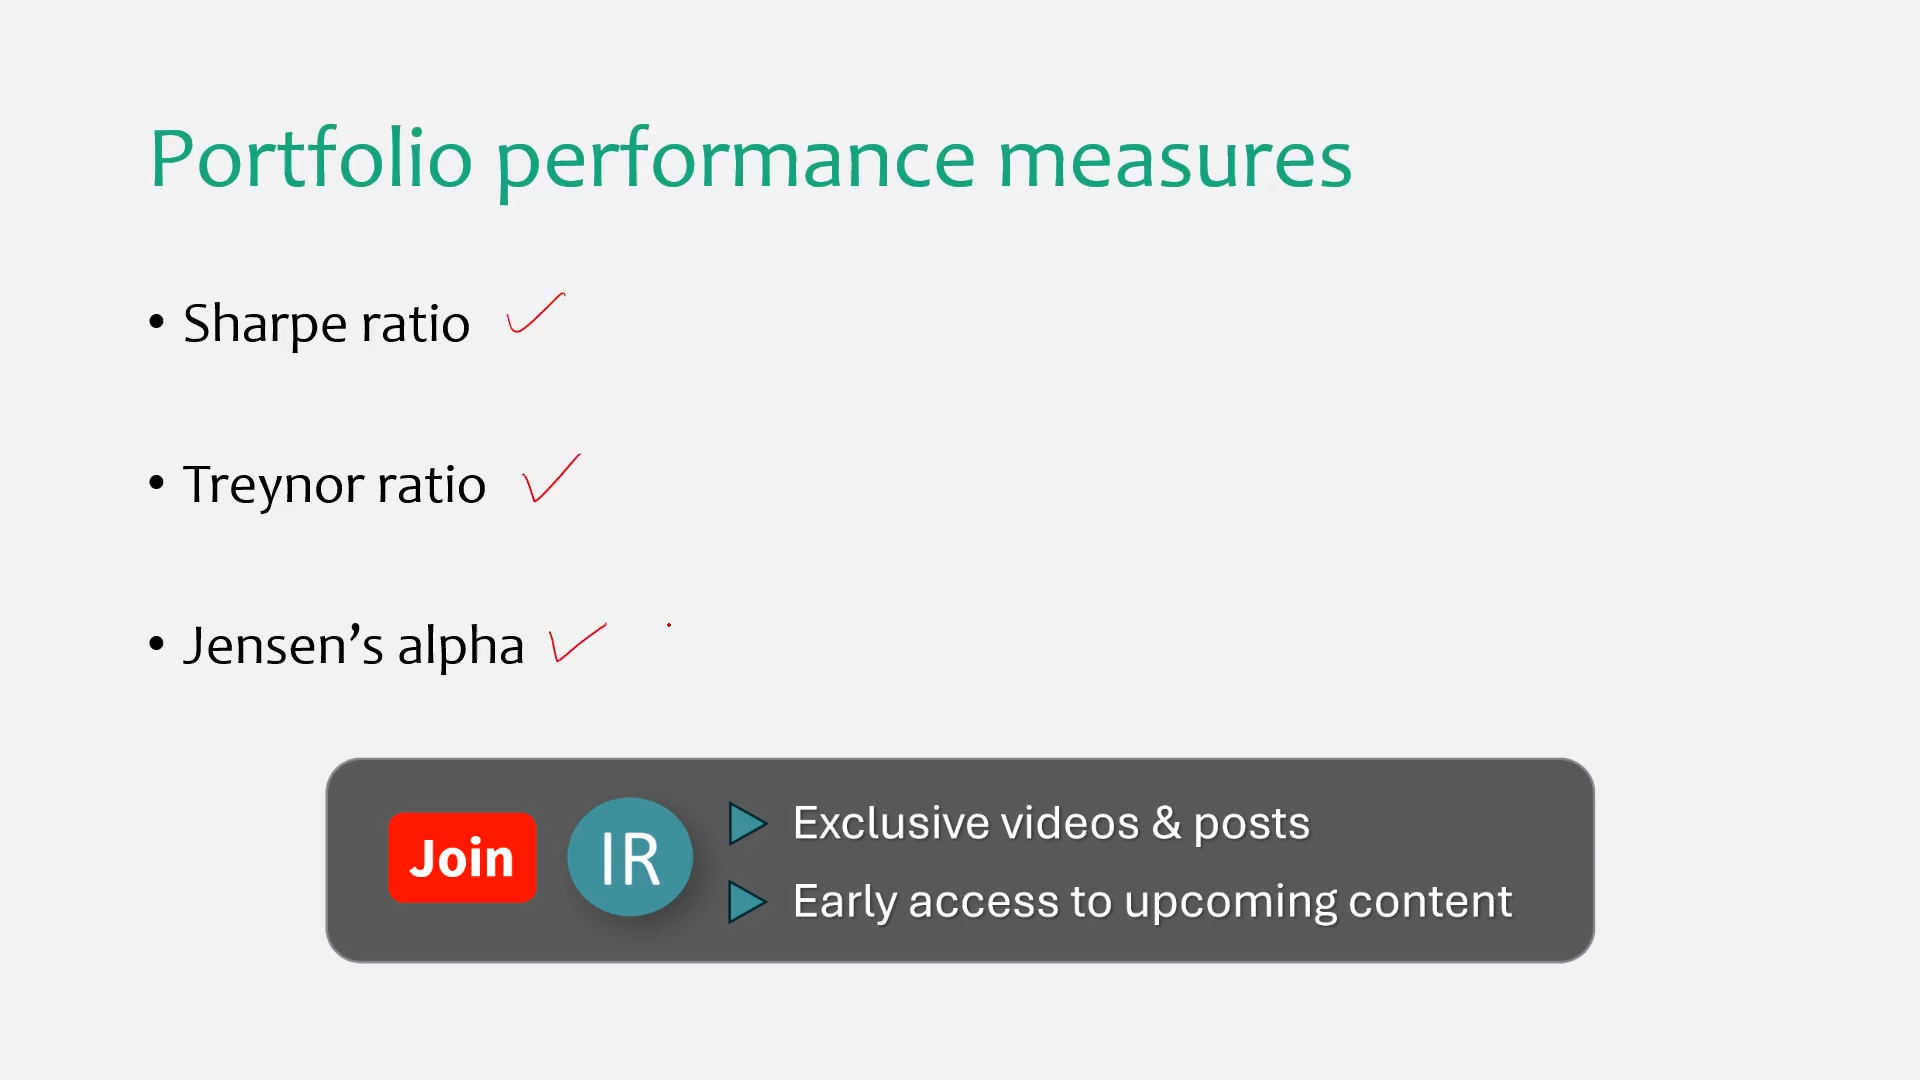 Portfolio performance measures
• Sharpe ratio
• Treynor ratio
• Jensen’s alpha
Join
IR
Exclusive videos & posts
Early access to upcoming content